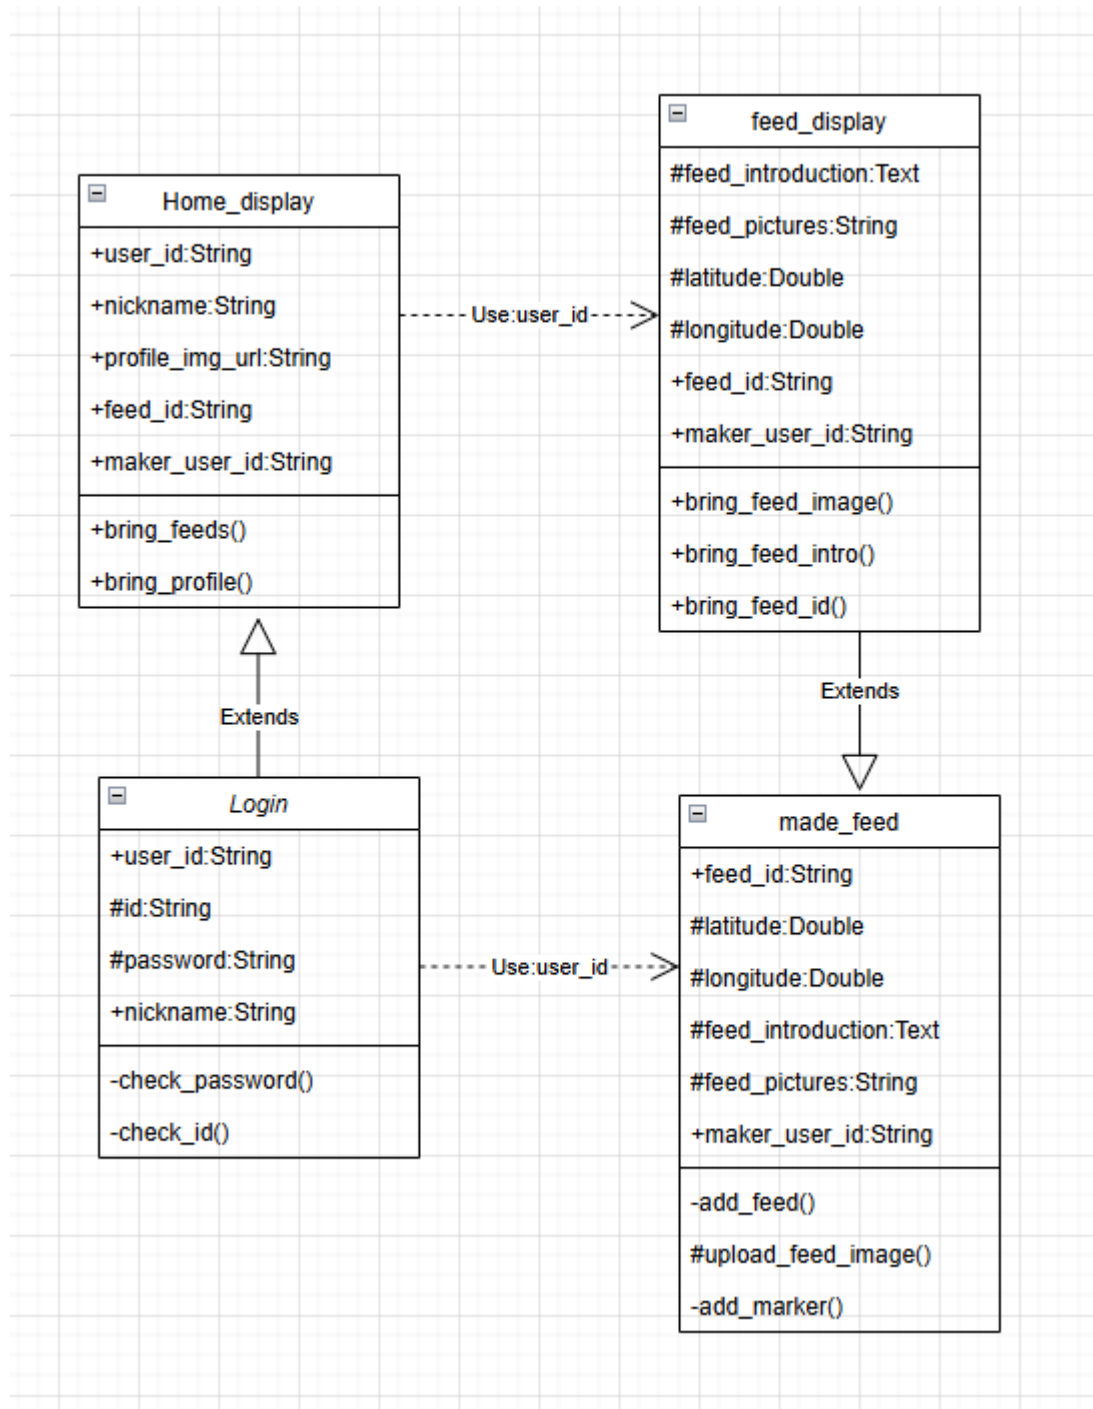 Home_display
+user_id:String
+nickname:String
+profile_img_url:String
+feed_id:String
+maker_user_id:String
+bring_feeds()
+bring_profile()
Use:user_id
feed_display
#feed_introduction:Text
#feed_pictures:String
#latitude:Double
#longitude:Double
+feed_id:String
+maker_user_id:String
+bring_feed_image()
+bring_feed_intro()
+bring_feed_id()
Extends
Extends
Login
+user_id:String
#id:String
#password:String
+nickname:String
-check_password()
-check_id()
Use:user_id
made_feed
+feed_id:String
#latitude:Double
#longitude:Double
#feed_introduction:Text
#feed_pictures:String
+maker_user_id:String
-add_feed()
#upload_feed_image()
-add_marker()